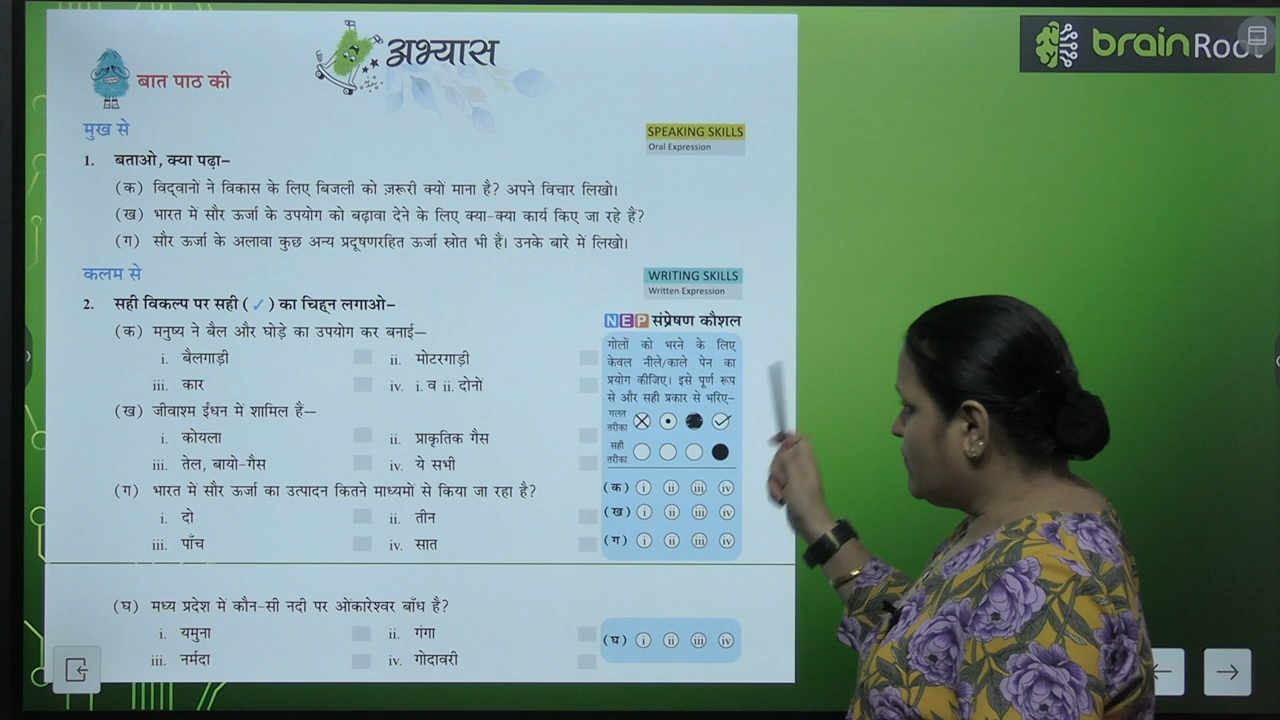 brainRoot
अभ्यास
बात पाठ की
मुख से
SPEAKING SKILLS
Oral Expression
1. बताओ, क्या पढ़ा–
(क) विद्वानों ने विकास के लिए बिजली को ज़रूरी क्यों माना है? अपने विचार लिखो।
(ख) भारत में सौर ऊर्जा के उपयोग को बढ़ावा देने के लिए क्या-क्या कार्य किए जा रहे हैं?
(ग) सौर ऊर्जा के अलावा कुछ अन्य प्रदूषणरहित ऊर्जा स्रोत भी हैं। उनके बारे में लिखो।
कलम से
WRITING SKILLS
Written Expression
2. सही विकल्प पर सही ( ✓ ) का चिह्न लगाओ–
(क) मनुष्य ने बैल और घोड़े का उपयोग कर बनाई—
i. बैलगाड़ी ii. मोटरगाड़ी
iii. कार iv. i. व ii. दोनों
(ख) जीवाश्म ईंधन में शामिल हैं—
i. कोयला ii. प्राकृतिक गैस
iii. तेल, बायो-गैस iv. ये सभी
(ग) भारत में सौर ऊर्जा का उत्पादन कितने माध्यमों से किया जा रहा है?
i. दो ii. तीन
iii. पाँच iv. सात
NEP संप्रेषण कौशल
गोलों को भरने के लिए
केवल नीले/काले पेन का
प्रयोग कीजिए। इसे पूर्ण रूप
से और सही प्रकार से भरिए–
गलत
तरीका
सही
तरीका
(क) i ii iii iv
(ख) i ii iii iv
(ग) i ii iii iv
(घ) मध्य प्रदेश में कौन-सी नदी पर ओंकारेश्वर बाँध है?
i. यमुना ii. गंगा
iii. नर्मदा iv. गोदावरी
(घ) i ii iii iv